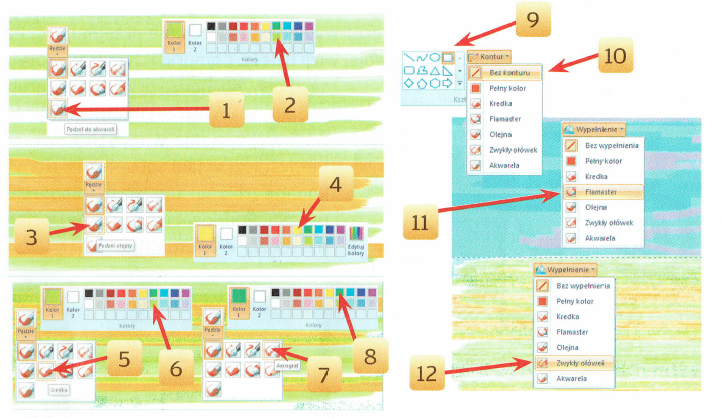 Pędzle
Kolor
1
Kolor
2
Kolory
1
2
Pędzel do akwareli
Pędzle
3
Pędzel olejny
4
Kolor
1
Kolor
2
Edytuj
kolory
Kolor
1
Kolor
2
Kolory
Pędzle
5
6
Kredka
Kolor
1
Kolor
2
kolory
Pędzle
Aerograf
7
8
9
Kontur
10
Bez konturu
Pełny kolor
Kredka
Flamaster
Olejna
Zwykły ołówek
Akwarela
Wypełnienie
Bez wypełnienia
Pełny kolor
Kredka
11
Flamaster
Olejna
Zwykły ołówek
Akwarela
Wypełnienie
Bez wypełnienia
Pełny kolor
Kredka
Flamaster
Olejna
12
Zwykły ołówek
Akwarela